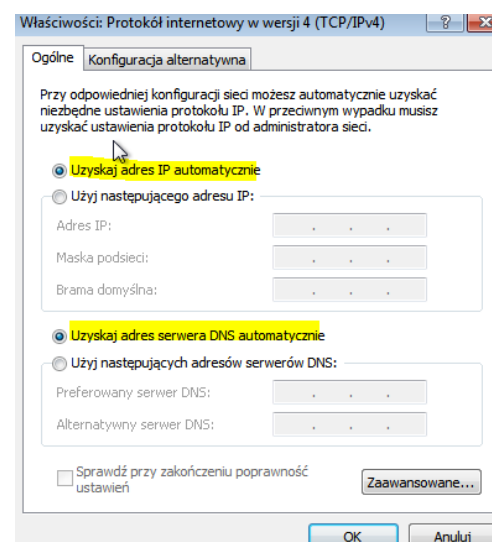 Właściwości: Protokół internetowy w wersji 4 (TCP/IPv4)
Ogólne
Konfiguracja alternatywna
Przy odpowiedniej konfiguracji sieci możesz automatycznie uzyskać
niezbędne ustawienia protokołu IP. W przeciwnym wypadku musisz
uzyskać ustawienia protokołu IP od administratora sieci.
Uzyskaj adres IP automatycznie
Użyj następującego adresu IP:
Adres IP:
Maska podsieci:
Brama domyślna:
Uzyskaj adres serwera DNS automatycznie
Użyj następujących adresów serwerów DNS:
Preferowany serwer DNS:
Alternatywny serwer DNS:
Sprawdź przy zakończeniu poprawność
ustawień
Zaawansowane...
OK
Anuluj